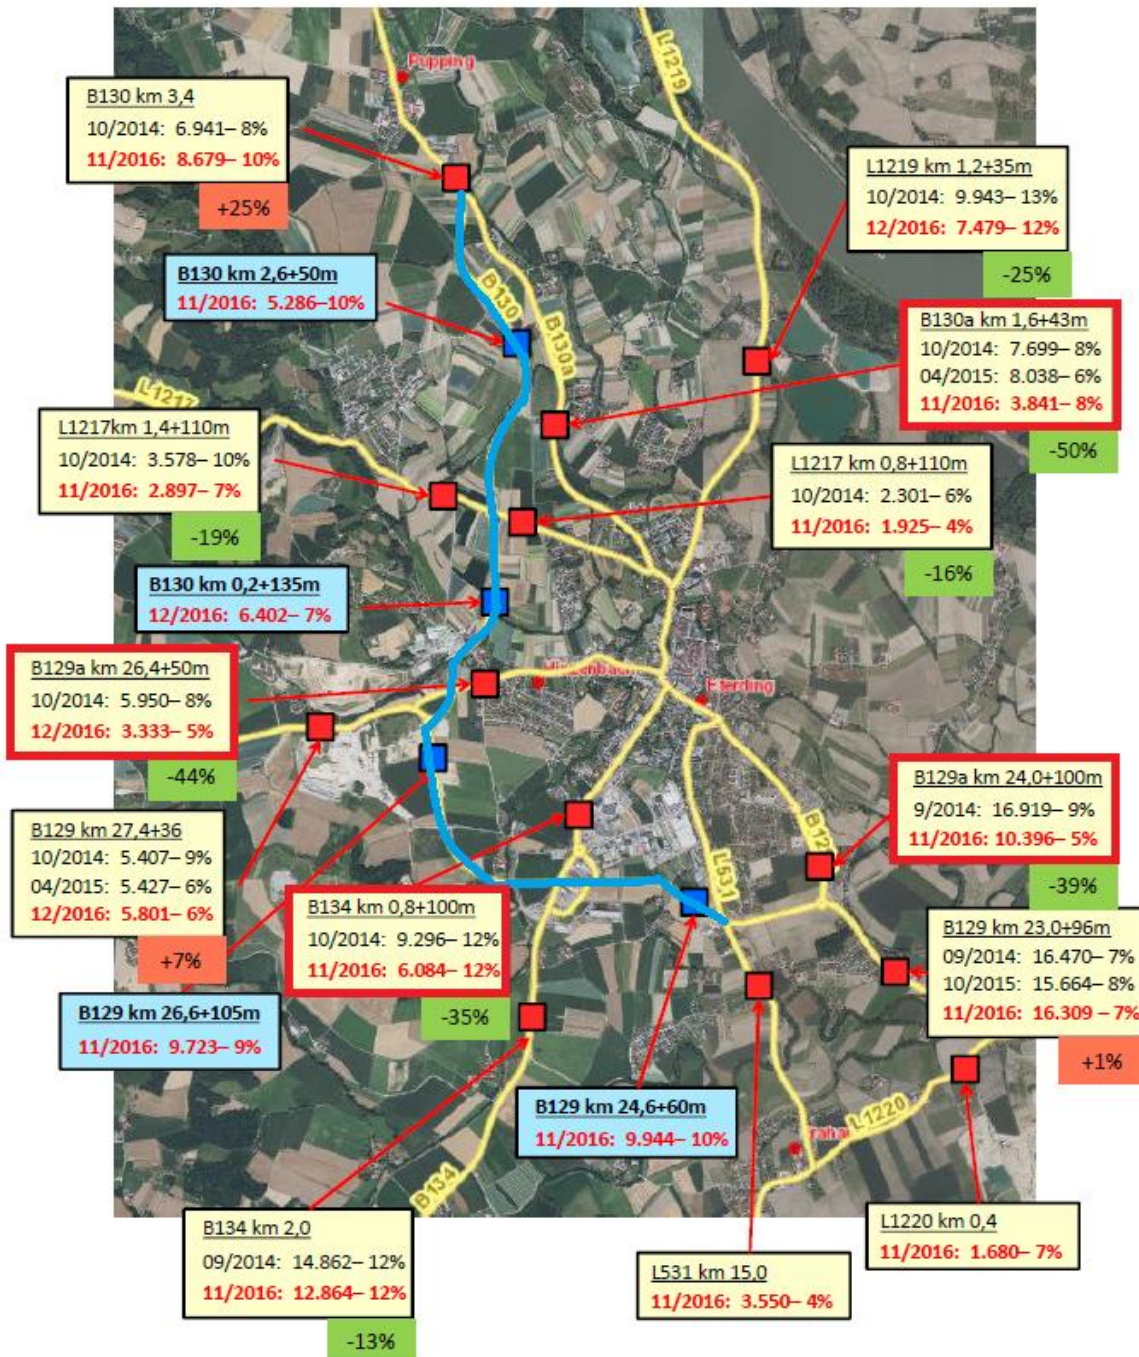 Pupping
L1219
B130 km 3,4
10/2014: 6.941– 8%
11/2016: 8.679– 10%
+25%
L1219 km 1,2+35m
10/2014: 9.943– 13%
12/2016: 7.479– 12%
-25%
B130 km 2,6+50m
11/2016: 5.286–10%
B130
B130a
B130a km 1,6+43m
10/2014: 7.699– 8%
04/2015: 8.038– 6%
11/2016: 3.841– 8%
-50%
L1217
L1217km 1,4+110m
10/2014: 3.578– 10%
11/2016: 2.897– 7%
-19%
L1217 km 0,8+110m
10/2014: 2.301– 6%
11/2016: 1.925– 4%
-16%
B130 km 0,2+135m
12/2016: 6.402– 7%
B129a km 26,4+50m
10/2014: 5.950– 8%
12/2016: 3.333– 5%
-44%
B129a km 24,0+100m
9/2014: 16.919– 9%
11/2016: 10.396– 5%
-39%
B129 km 27,4+36
10/2014: 5.407– 9%
04/2015: 5.427– 6%
12/2016: 5.801– 6%
+7%
B12
L531
B134 km 0,8+100m
10/2014: 9.296– 12%
11/2016: 6.084– 12%
-35%
B129 km 23,0+96m
09/2014: 16.470– 7%
10/2015: 15.664– 8%
11/2016: 16.309 – 7%
+1%
B129 km 26,6+105m
11/2016: 9.723– 9%
B129 km 24,6+60m
11/2016: 9.944– 10%
L1220
B134
B134 km 2,0
09/2014: 14.862– 12%
11/2016: 12.864– 12%
-13%
L531 km 15,0
11/2016: 3.550– 4%
L1220 km 0,4
11/2016: 1.680– 7%